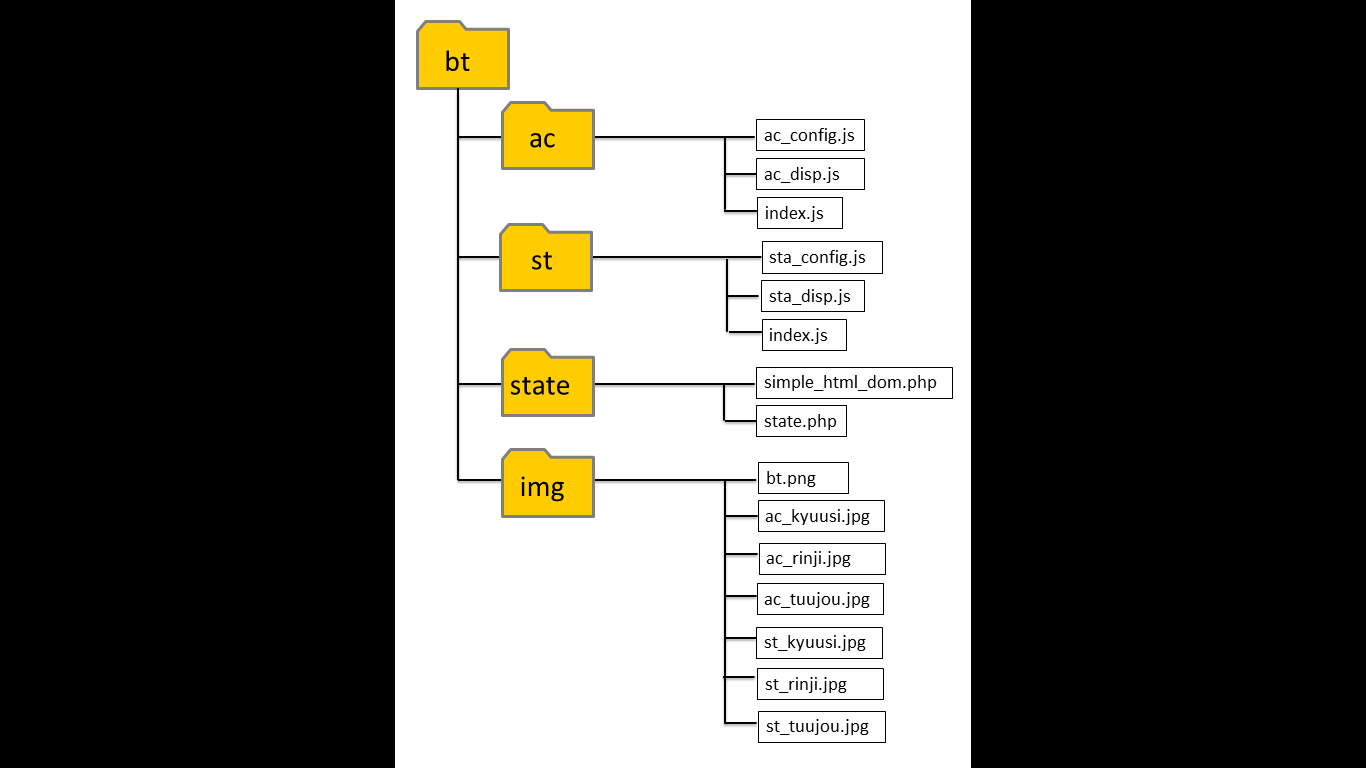 bt
ac
ac_config.js
ac_disp.js
index.js
st
sta_config.js
sta_disp.js
index.js
state
simple_html_dom.php
state.php
img
bt.png
ac_kyuusi.jpg
ac_rinji.jpg
ac_tuujou.jpg
st_kyuusi.jpg
st_rinji.jpg
st_tuujou.jpg